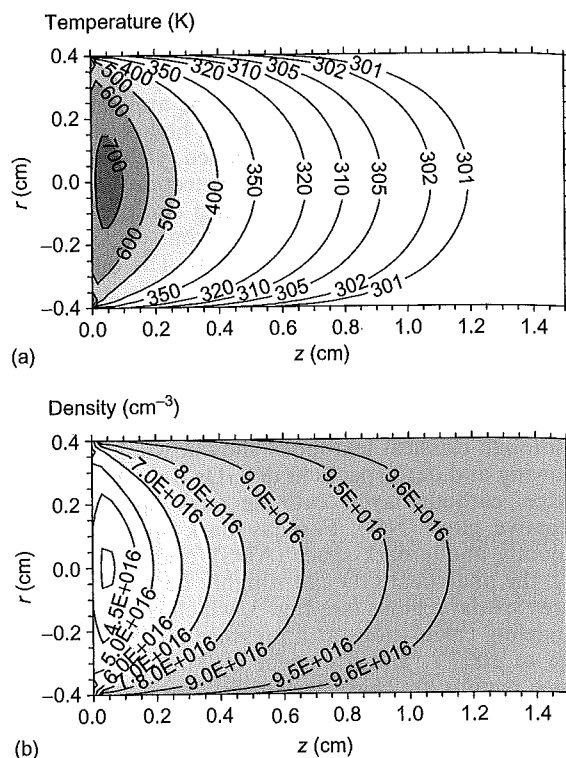 Temperature (K)
0.4
0.2
0.0
−0.2
−0.4
r (cm)
500 400 350 320 310 305 302 301
600
700
600 500 400 350 320 310 305 302 301
350 320 310 305 302 301
0.0 0.2 0.4 0.6 0.8 1.0 1.2 1.4
z (cm)
(a)
Density (cm−3)
0.4
0.2
0.0
−0.2
−0.4
r (cm)
7.0E+016 8.0E+016 9.0E+016 9.5E+016 9.6E+016
4.5E+016
5.0E+016
6.0E+016
7.0E+016
8.0E+016 9.0E+016 9.5E+016 9.6E+016
0.0 0.2 0.4 0.6 0.8 1.0 1.2 1.4
z (cm)
(b)